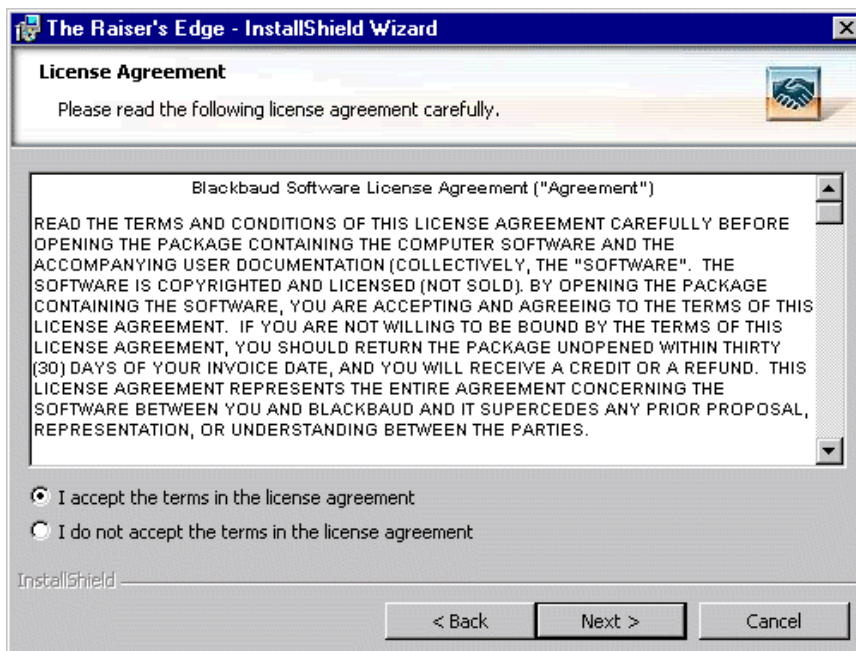 The Raiser's Edge - InstallShield Wizard
License Agreement
Please read the following license agreement carefully.
Blackbaud Software License Agreement ("Agreement")
READ THE TERMS AND CONDITIONS OF THIS LICENSE AGREEMENT CAREFULLY BEFORE
OPENING THE PACKAGE CONTAINING THE COMPUTER SOFTWARE AND THE
ACCOMPANYING USER DOCUMENTATION (COLLECTIVELY, THE "SOFTWARE".  THE
SOFTWARE IS COPYRIGHTED AND LICENSED (NOT SOLD). BY OPENING THE PACKAGE
CONTAINING THE SOFTWARE, YOU ARE ACCEPTING AND AGREEING TO THE TERMS OF THIS
LICENSE AGREEMENT.  IF YOU ARE NOT WILLING TO BE BOUND BY THE TERMS OF THIS
LICENSE AGREEMENT, YOU SHOULD RETURN THE PACKAGE UNOPENED WITHIN THIRTY
(30) DAYS OF YOUR INVOICE DATE, AND YOU WILL RECEIVE A CREDIT OR A REFUND.  THIS
LICENSE AGREEMENT REPRESENTS THE ENTIRE AGREEMENT CONCERNING THE
SOFTWARE BETWEEN YOU AND BLACKBAUD AND IT SUPERCEDES ANY PRIOR PROPOSAL,
REPRESENTATION, OR UNDERSTANDING BETWEEN THE PARTIES.
I accept the terms in the license agreement
I do not accept the terms in the license agreement
InstallShield
< Back
Next >
Cancel